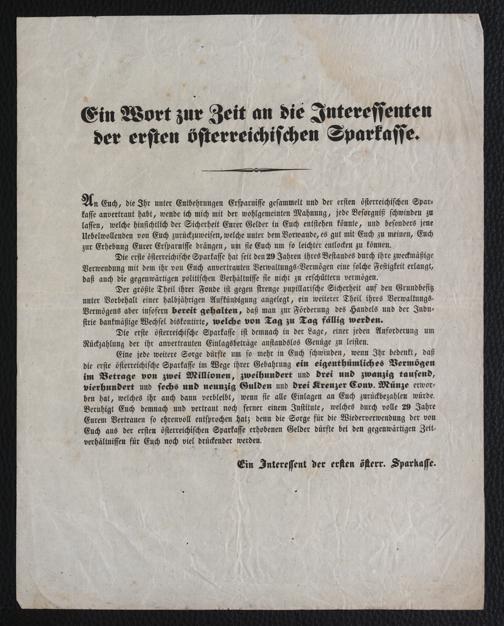 Ein Wort zur Zeit an die Interessenten
der ersten österreichischen Sparkasse.
An Euch, die Ihr unter Entbehrungen Ersparnisse gesammelt und der ersten österreichischen Spar-
kasse anvertraut habt, wende ich mich mit der wohlgemeinten Mahnung, jede Besorgniß schwinden zu
lassen, welche hinsichtlich der Sicherheit Eurer Gelder in Euch entstehen könnte, und besonders jene
Uebelwollenden von Euch zurückzuweisen, welche unter dem Vorwande, es gut mit Euch zu meinen, Euch
zur Erhebung Eurer Ersparnisse drängen, um sie Euch um so leichter entlocken zu können.
Die erste österreichische Sparkasse hat seit den 29 Jahren ihres Bestandes durch ihre zweckmäßige
Verwendung mit dem ihr von Euch anvertrauten Verwaltungs-Vermögen eine solche Festigkeit erlangt,
daß auch die gegenwärtigen politischen Verhältnisse sie nicht zu erschüttern vermögen.
Der größte Theil ihrer Fonde ist gegen strenge pupillarische Sicherheit auf den Grundbesitz
unter Vorbehalt einer halbjährigen Aufkündigung angelegt, ein weiterer Theil ihres Verwaltungs-
Vermögens aber insofern bereit gehalten, daß man zur Förderung des Handels und der Indu-
strie bankmäßige Wechsel diskontirte, welche von Tag zu Tag fällig werden.
Die erste österreichische Sparkasse ist demnach in der Lage, einer jeden Anforderung um
Rückzahlung der ihr anvertrauten Einlagsbeträge anstandslos Genüge zu leisten.
Eine jede weitere Sorge dürfte um so mehr in Euch schwinden, wenn Ihr bedenkt, daß
die erste österreichische Sparkasse im Wege ihrer Gebahrung ein eigenthümliches Vermögen
im Betrage von zwei Millionen, zweihundert und drei und zwanzig tausend,
vierhundert und sechs und neunzig Gulden und drei Kreuzer Conv. Münze erwor-
ben hat, welches ihr auch dann verbleibt, wenn sie alle Einlagen an Euch zurückbezahlen würde.
Beruhigt Euch demnach und vertraut noch ferner einem Institute, welches durch volle 29 Jahre
Eurem Vertrauen so ehrenvoll entsprochen hat; denn die Sorge für die Wiederverwendung der von
Euch aus der ersten österreichischen Sparkasse erhobenen Gelder dürfte bei den gegenwärtigen Zeit-
verhältnissen für Euch noch viel drückender werden.
Ein Interessent der ersten österr. Sparkasse.